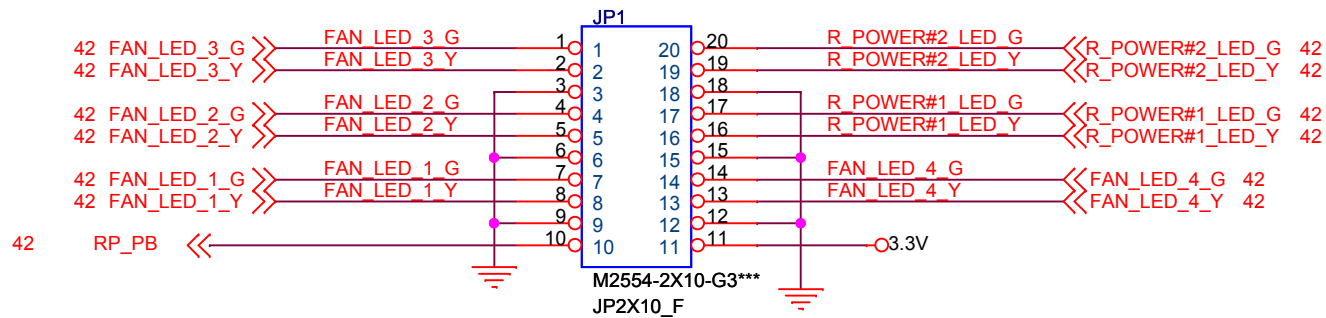 JP1
42 FAN_LED_3_G FAN_LED_3_G 1 1 20 20 R_POWER#2_LED_G R_POWER#2_LED_G 42
42 FAN_LED_3_Y FAN_LED_3_Y 2 2 19 19 R_POWER#2_LED_Y R_POWER#2_LED_Y 42
3 3 18 18
42 FAN_LED_2_G FAN_LED_2_G 4 4 17 17 R_POWER#1_LED_G R_POWER#1_LED_G 42
42 FAN_LED_2_Y FAN_LED_2_Y 5 5 16 16 R_POWER#1_LED_Y R_POWER#1_LED_Y 42
6 6 15 15
42 FAN_LED_1_G FAN_LED_1_G 7 7 14 14 FAN_LED_4_G FAN_LED_4_G 42
42 FAN_LED_1_Y FAN_LED_1_Y 8 8 13 13 FAN_LED_4_Y FAN_LED_4_Y 42
9 9 12 12
42 RP_PB 10 10 11 11 3.3V
M2554-2X10-G3***
JP2X10_F